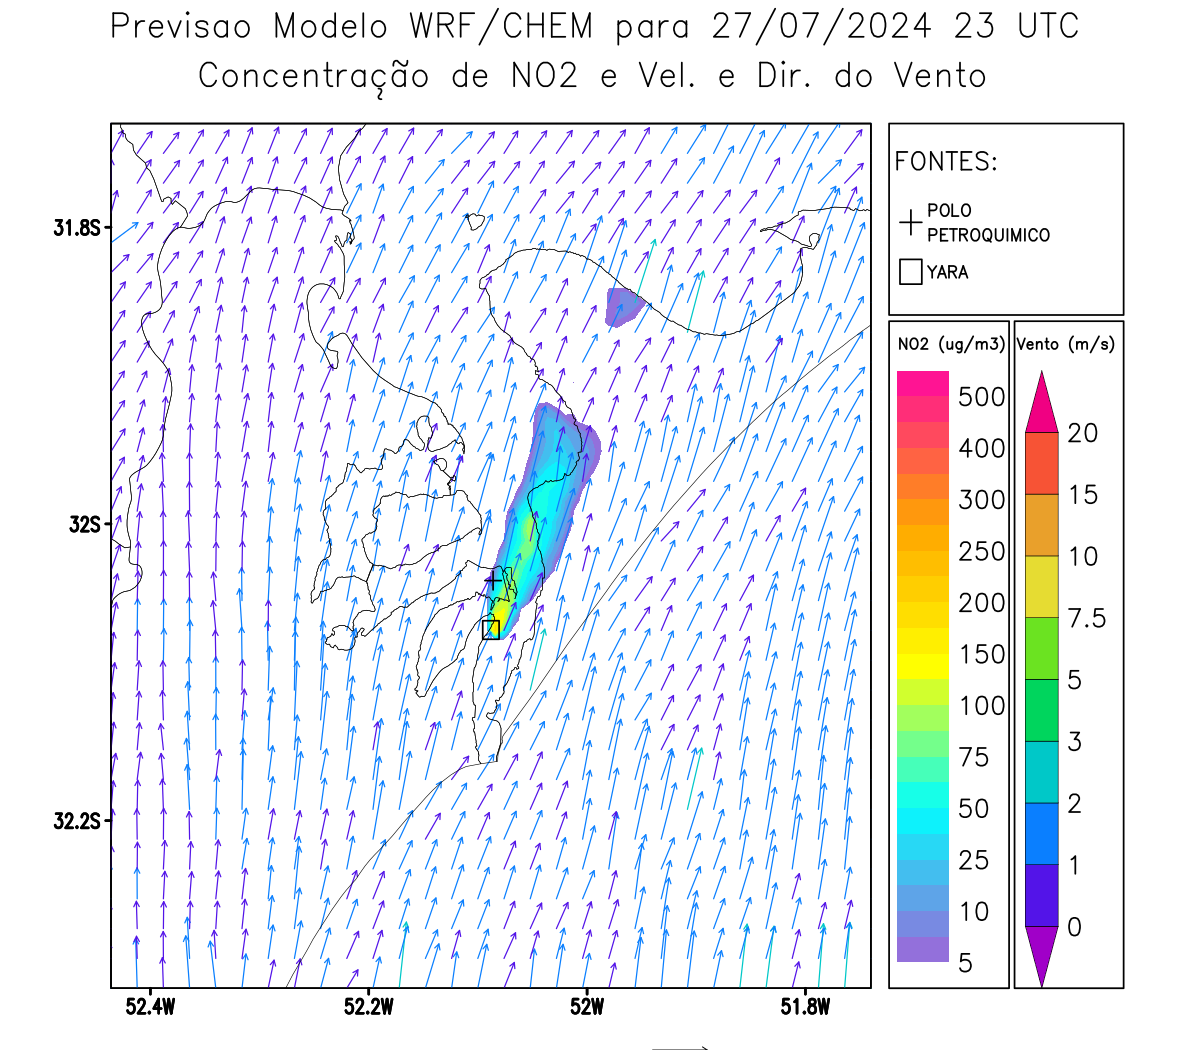 Previsao Modelo WRF/CHEM para 27/07/2024 23 UTC
Concentração de NO2 e Vel. e Dir. do Vento
FONTES:
POLO
PETROQUIMICO
YARA
NO2 (ug/m3)
500
400
300
250
200
150
100
75
50
25
10
5
Vento (m/s)
20
15
10
7.5
5
3
2
1
0
31.8S
32S
32.2S
52.4W
52.2W
52W
51.8W